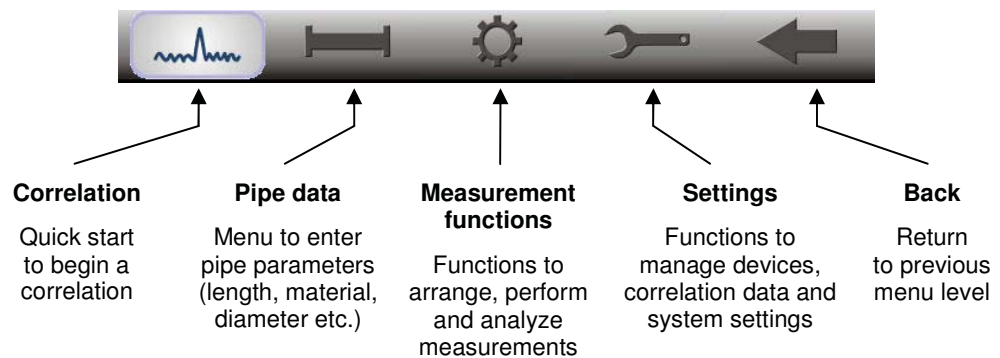 Correlation
Quick start
to begin a
correlation
Pipe data
Menu to enter
pipe parameters
(length, material,
diameter etc.)
Measurement
functions
Functions to
arrange, perform
and analyze
measurements
Settings
Functions to
manage devices,
correlation data and
system settings
Back
Return
to previous
menu level